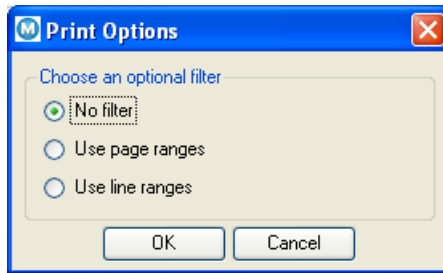 M Print Options
Choose an optional filter
No filter
Use page ranges
Use line ranges
OK Cancel